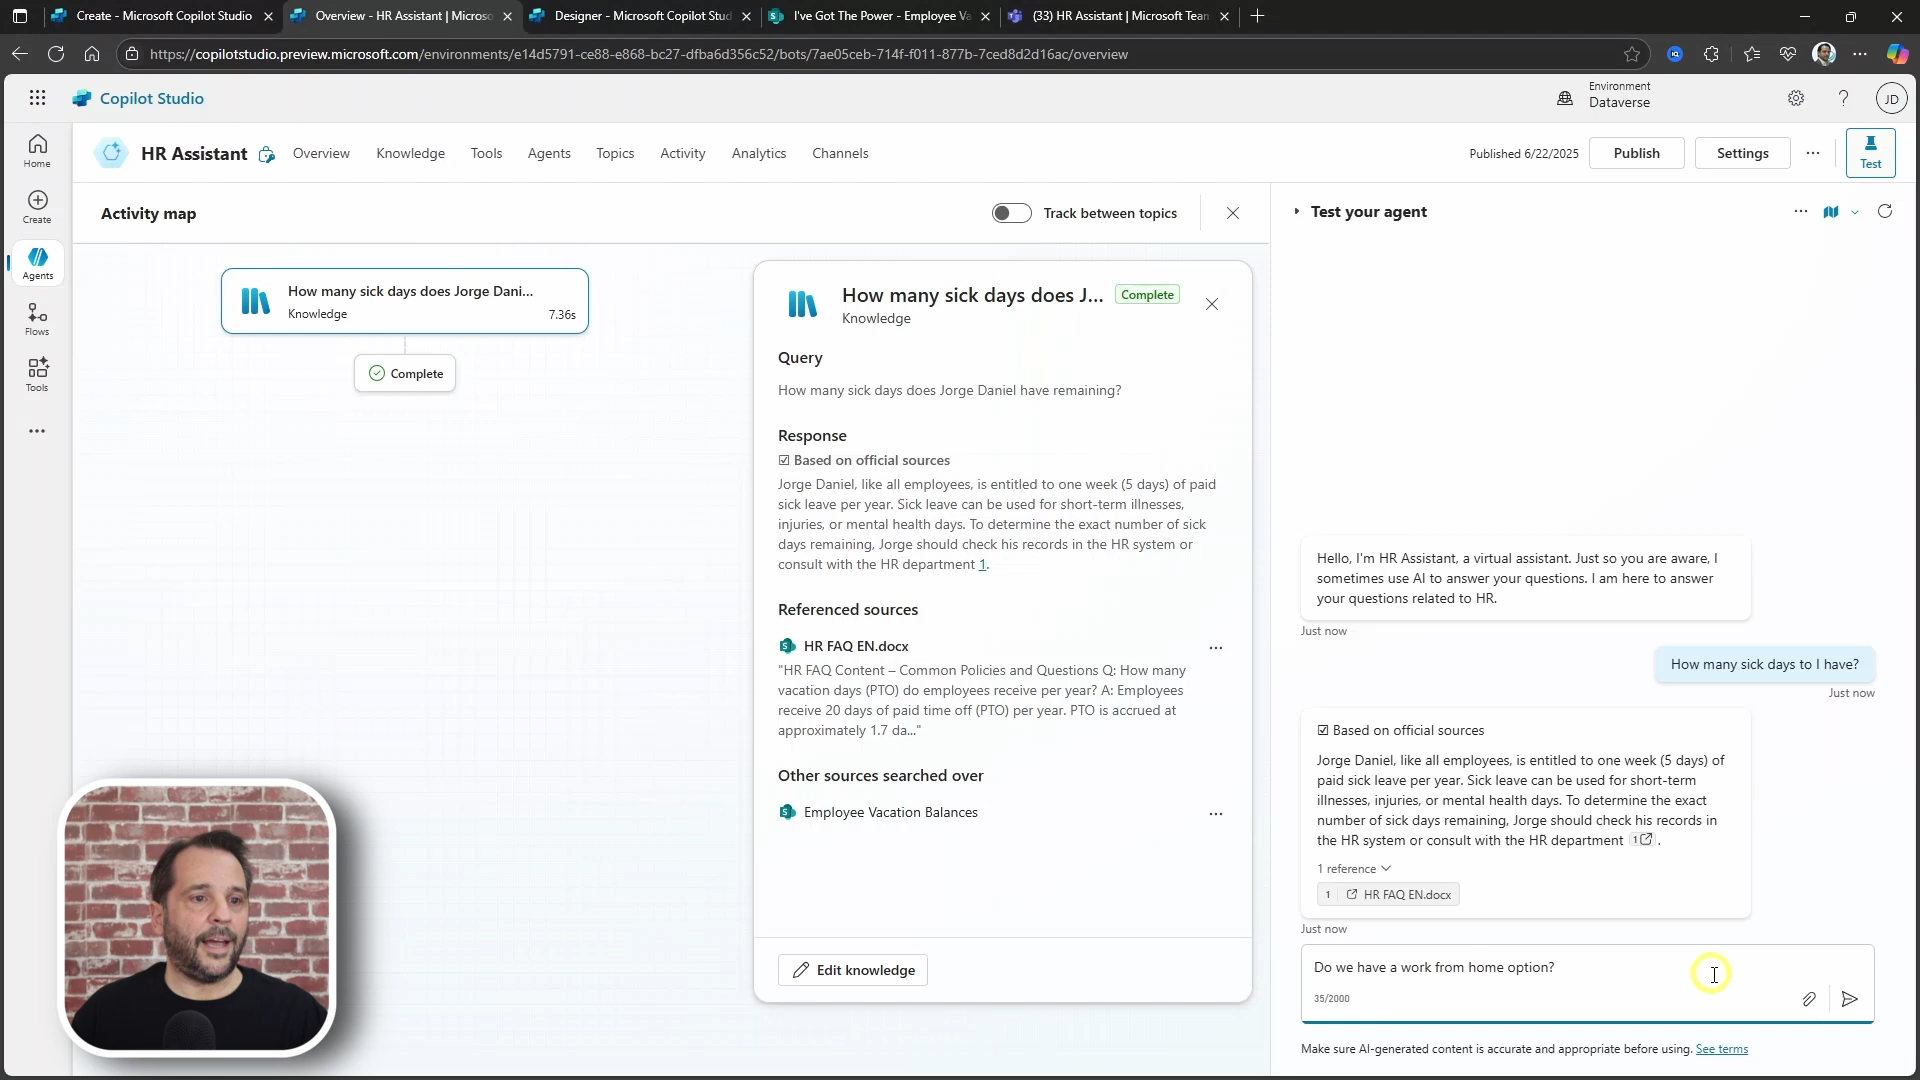 Create - Microsoft Copilot Studio
Overview - HR Assistant | Microso
Designer - Microsoft Copilot Stud
I've Got The Power - Employee Va
(33) HR Assistant | Microsoft Team
https://copilotstudio.preview.microsoft.com/environments/e14d5791-ce88-e868-bc27-dfba6d356c52/bots/7ae05ceb-714f-f011-877b-7ced8d2d16ac/overview
Copilot Studio
Environment
Dataverse
JD
Home
Create
Agents
Flows
Tools
HR Assistant
Overview
Knowledge
Tools
Agents
Topics
Activity
Analytics
Channels
Published 6/22/2025
Publish
Settings
Test
Activity map
Track between topics
How many sick days does Jorge Dani...
Knowledge
7.36s
Complete
How many sick days does J...
Complete
Knowledge
Query
How many sick days does Jorge Daniel have remaining?
Response
☑ Based on official sources
Jorge Daniel, like all employees, is entitled to one week (5 days) of paid
sick leave per year. Sick leave can be used for short-term illnesses,
injuries, or mental health days. To determine the exact number of sick
days remaining, Jorge should check his records in the HR system or
consult with the HR department 1.
Referenced sources
HR FAQ EN.docx
"HR FAQ Content – Common Policies and Questions Q: How many
vacation days (PTO) do employees receive per year? A: Employees
receive 20 days of paid time off (PTO) per year. PTO is accrued at
approximately 1.7 da..."
Other sources searched over
Employee Vacation Balances
Edit knowledge
Test your agent
Hello, I'm HR Assistant, a virtual assistant. Just so you are aware, I
sometimes use AI to answer your questions. I am here to answer
your questions related to HR.
Just now
How many sick days to I have?
Just now
☑ Based on official sources
Jorge Daniel, like all employees, is entitled to one week (5 days) of
paid sick leave per year. Sick leave can be used for short-term
illnesses, injuries, or mental health days. To determine the exact
number of sick days remaining, Jorge should check his records in
the HR system or consult with the HR department 1.
1 reference
1 HR FAQ EN.docx
Just now
Do we have a work from home option?
35/2000
Make sure AI-generated content is accurate and appropriate before using. See terms